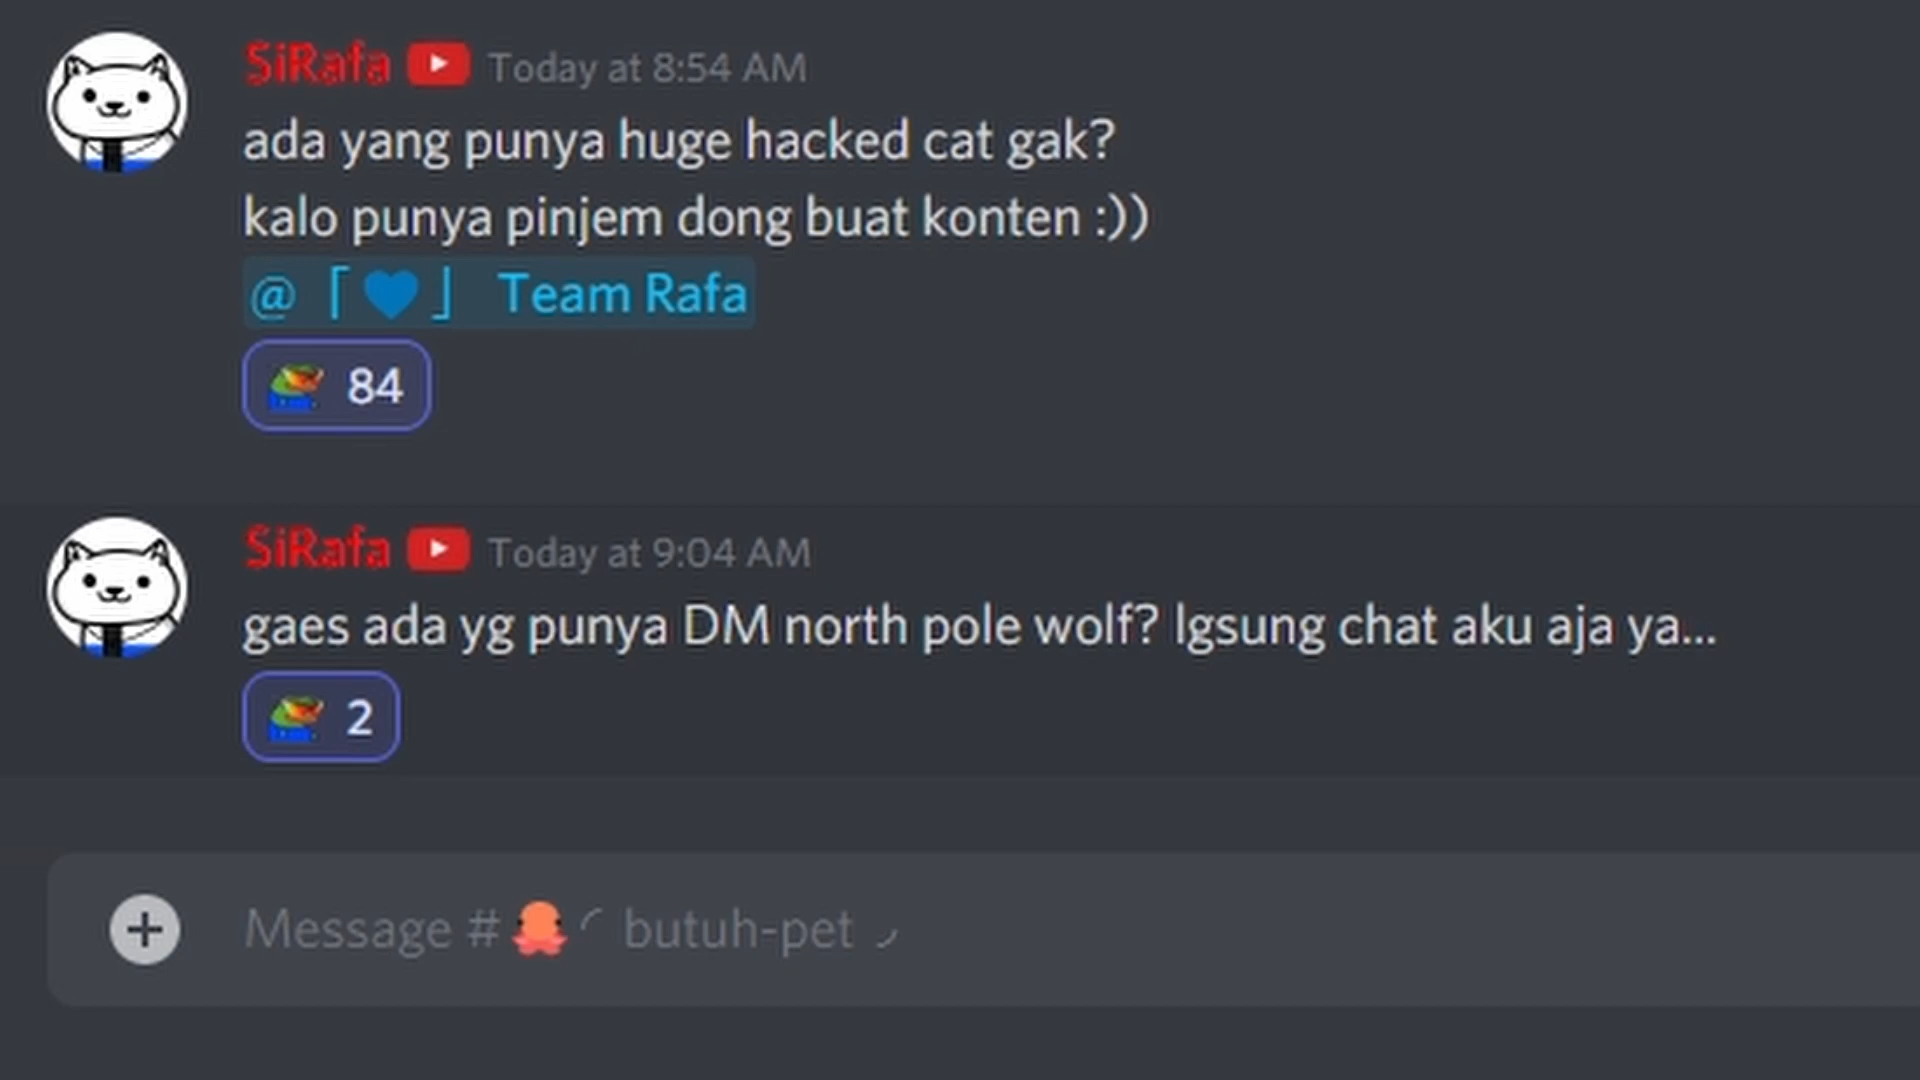 SiRafa Today at 8:54 AM
ada yang punya huge hacked cat gak?
kalo punya pinjem dong buat konten :))
@「💙」 Team Rafa
84
SiRafa Today at 9:04 AM
gaes ada yg punya DM north pole wolf? lgsung chat aku aja ya...
2
Message #🐙╭ butuh-pet ╯